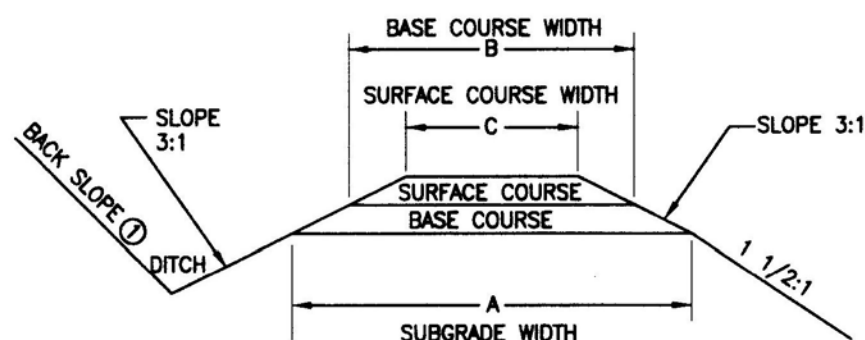 BASE COURSE WIDTH
B
SURFACE COURSE WIDTH
C
SLOPE
3:1
SLOPE 3:1
BACK SLOPE ①
SURFACE COURSE
BASE COURSE
DITCH
1 1/2:1
A
SUBGRADE WIDTH